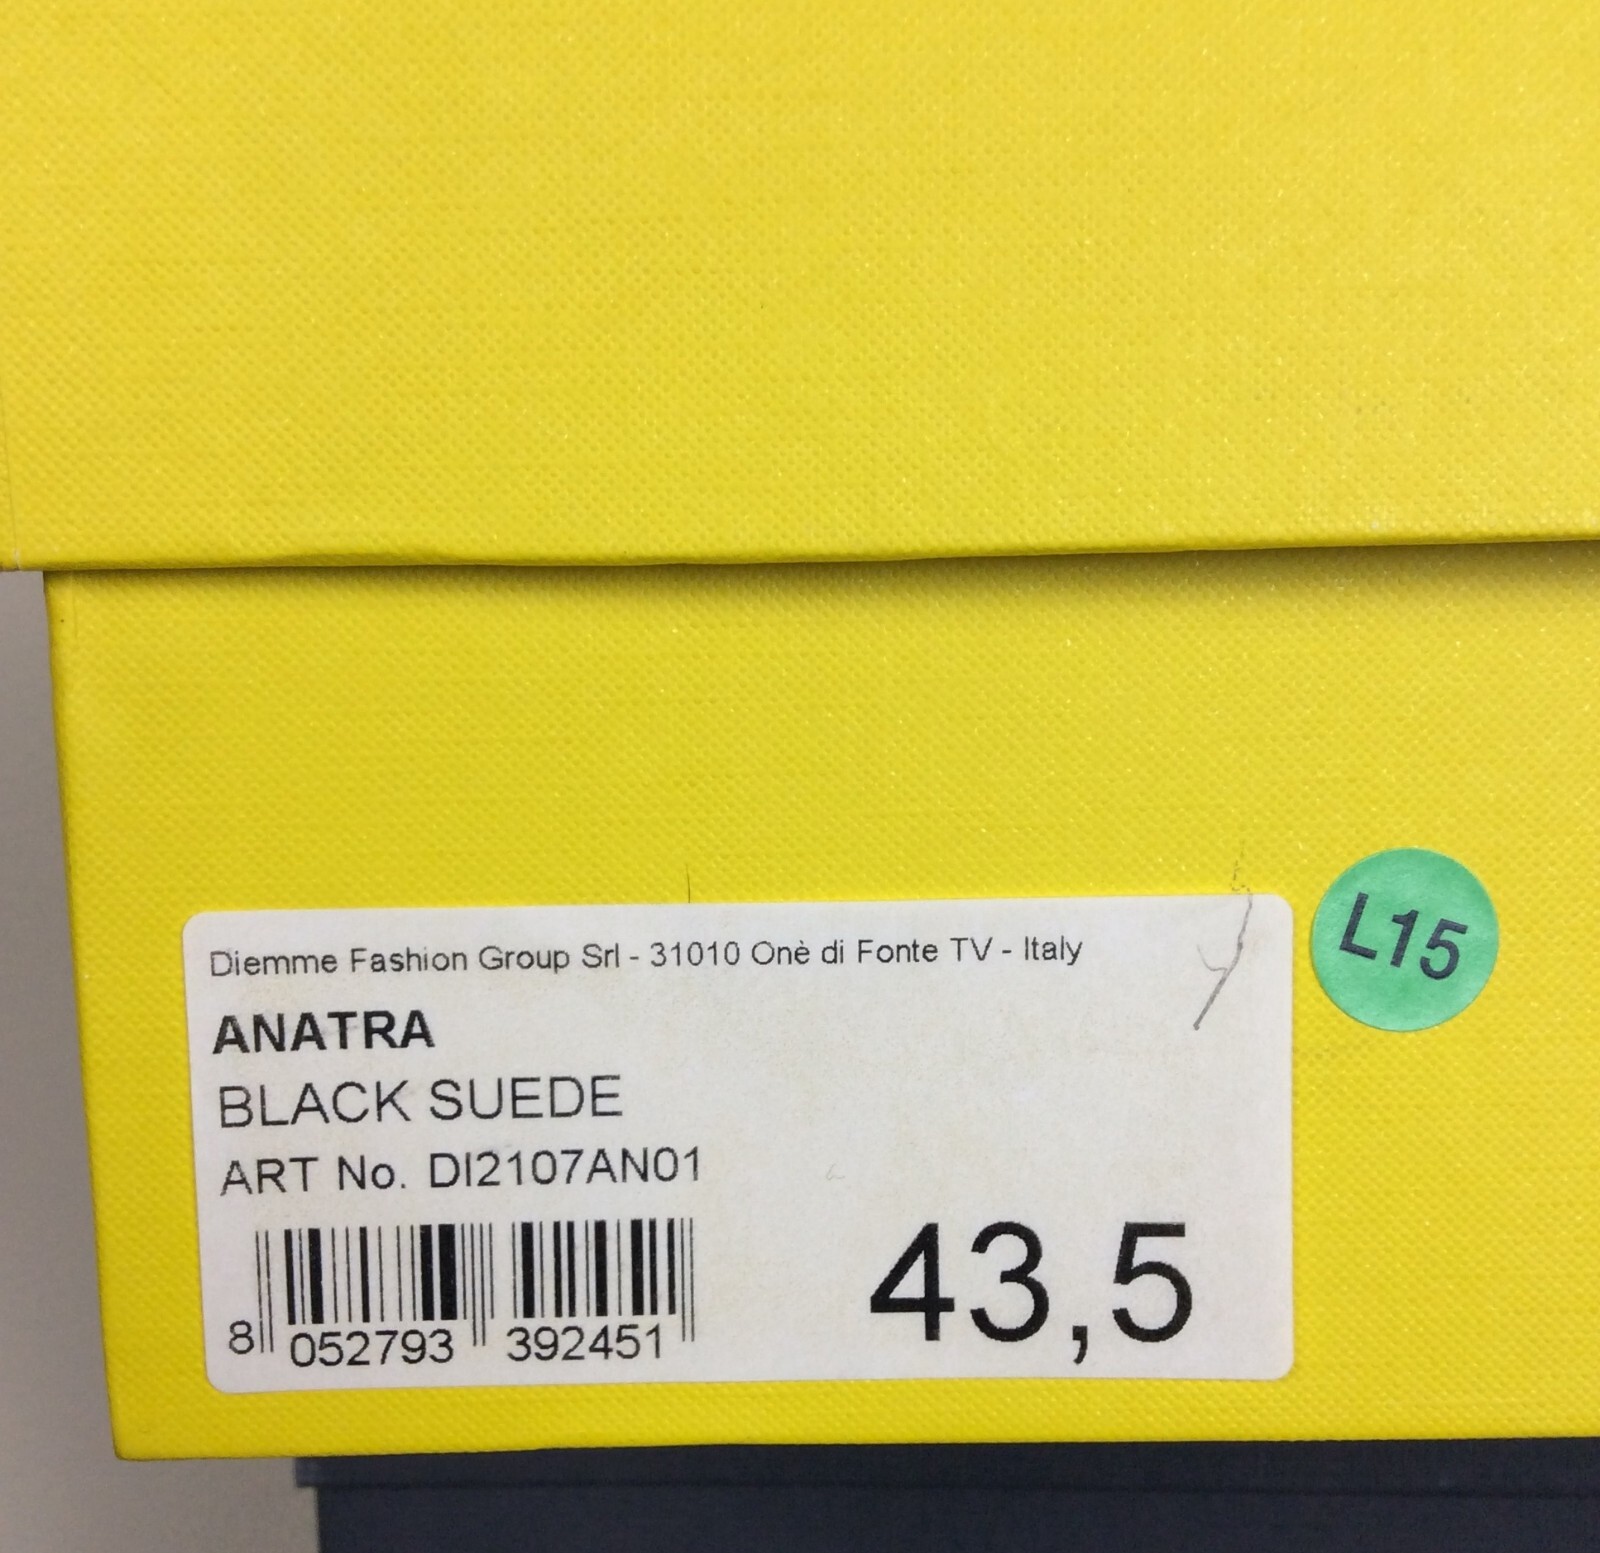 Diemme Fashion Group Srl - 31010 Onè di Fonte TV - Italy
L15
ANATRA
BLACK SUEDE
ART No. DI2107AN01
43,5
8 052793 392451